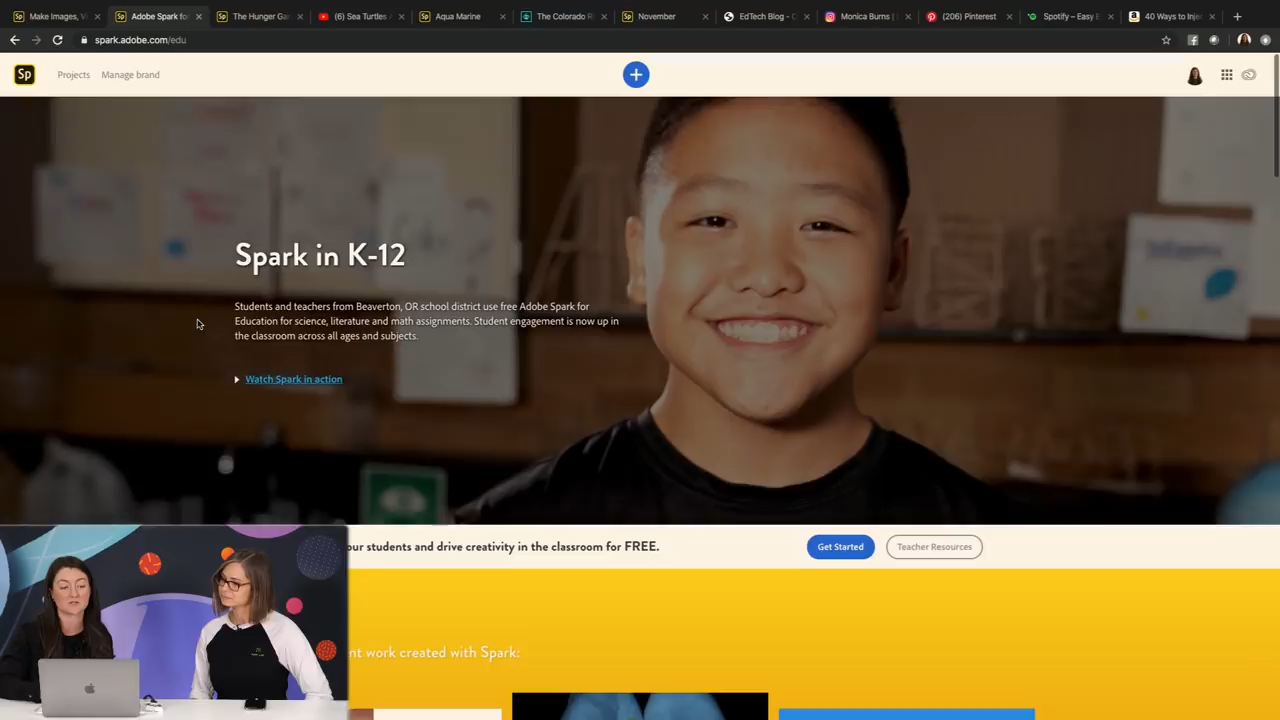 Make Images, V
Adobe Spark fo
The Hunger Ga
(6) Sea Turtles
Aqua Marine
The Colorado R
November
EdTech Blog - C
Monica Burns |
(206) Pinterest
Spotify – Easy E
40 Ways to Inje
spark.adobe.com/edu
Sp
Projects
Manage brand
Spark in K-12
Students and teachers from Beaverton, OR school district use free Adobe Spark for
Education for science, literature and math assignments. Student engagement is now up in
the classroom across all ages and subjects.
Watch Spark in action
our students and drive creativity in the classroom for FREE.
Get Started
Teacher Resources
nt work created with Spark: